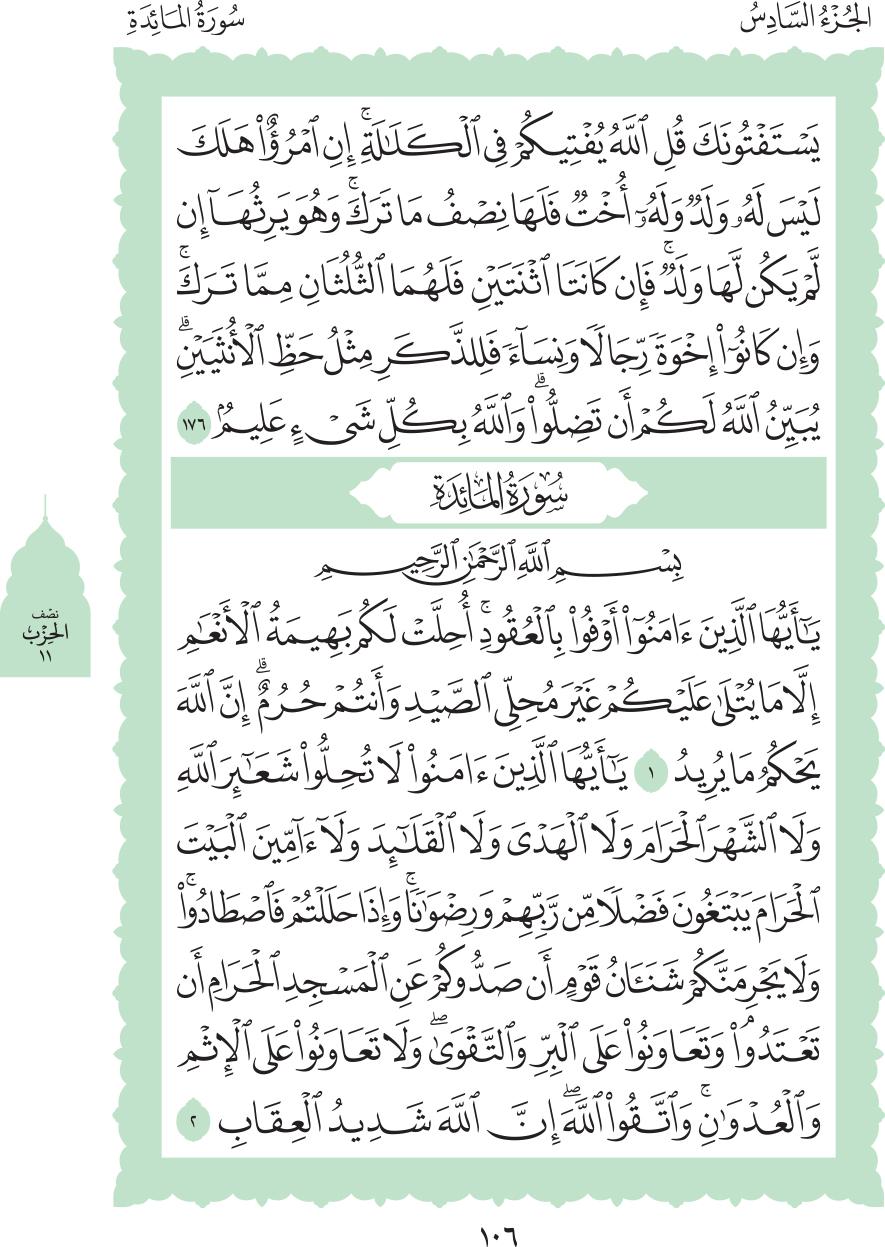 الجُزْءُ السَّادِسُ
سُورَةُ المَائِدَةِ
يَسۡتَفۡتُونَكَ قُلِ ٱللَّهُ يُفۡتِيكُمۡ فِي ٱلۡكَلَٰلَةِۚ إِنِ ٱمۡرُؤٌاْ هَلَكَ
لَيۡسَ لَهُۥ وَلَدٞ وَلَهُۥٓ أُخۡتٞ فَلَهَا نِصۡفُ مَا تَرَكَۚ وَهُوَ يَرِثُهَآ إِن
لَّمۡ يَكُن لَّهَا وَلَدٞۚ فَإِن كَانَتَا ٱثۡنَتَيۡنِ فَلَهُمَا ٱلثُّلُثَانِ مِمَّا تَرَكَۚ
وَإِن كَانُوٓاْ إِخۡوَةٗ رِّجَالٗا وَنِسَآءٗ فَلِلذَّكَرِ مِثۡلُ حَظِّ ٱلۡأُنثَيَيۡنِۗ
يُبَيِّنُ ٱللَّهُ لَكُمۡ أَن تَضِلُّواْۗ وَٱللَّهُ بِكُلِّ شَيۡءٍ عَلِيمُۢ ١٧٦
سُورَةُ المَائِدَةِ
بِسۡمِ ٱللَّهِ ٱلرَّحۡمَٰنِ ٱلرَّحِيمِ
يَٰٓأَيُّهَا ٱلَّذِينَ ءَامَنُوٓاْ أَوۡفُواْ بِٱلۡعُقُودِۚ أُحِلَّتۡ لَكُم بَهِيمَةُ ٱلۡأَنۡعَٰمِ
إِلَّا مَا يُتۡلَىٰ عَلَيۡكُمۡ غَيۡرَ مُحِلِّي ٱلصَّيۡدِ وَأَنتُمۡ حُرُمٌۗ إِنَّ ٱللَّهَ
يَحۡكُمُ مَا يُرِيدُ ١ يَٰٓأَيُّهَا ٱلَّذِينَ ءَامَنُواْ لَا تُحِلُّواْ شَعَٰٓئِرَ ٱللَّهِ
وَلَا ٱلشَّهۡرَ ٱلۡحَرَامَ وَلَا ٱلۡهَدۡيَ وَلَا ٱلۡقَلَٰٓئِدَ وَلَآ ءَآمِّينَ ٱلۡبَيۡتَ
ٱلۡحَرَامَ يَبۡتَغُونَ فَضۡلٗا مِّن رَّبِّهِمۡ وَرِضۡوَٰنٗاۚ وَإِذَا حَلَلۡتُمۡ فَٱصۡطَادُواْۚ
وَلَا يَجۡرِمَنَّكُمۡ شَنَـَٔانُ قَوۡمٍ أَن صَدُّوكُمۡ عَنِ ٱلۡمَسۡجِدِ ٱلۡحَرَامِ أَن
تَعۡتَدُواْۘ وَتَعَاوَنُواْ عَلَى ٱلۡبِرِّ وَٱلتَّقۡوَىٰۖ وَلَا تَعَاوَنُواْ عَلَى ٱلۡإِثۡمِ
وَٱلۡعُدۡوَٰنِۚ وَٱتَّقُواْ ٱللَّهَۖ إِنَّ ٱللَّهَ شَدِيدُ ٱلۡعِقَابِ ٢
نصف
الحِزْب
١١
١٠٦